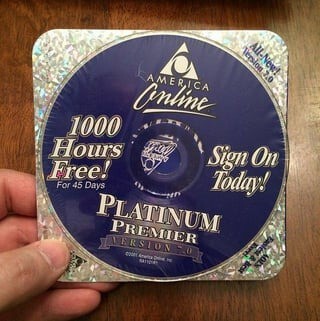 All-New
Version 7.0
AMERICA
Online
1000
Hours
Free!
For 45 Days
Sign On
Today!
PLATINUM
PREMIER
VERSION 7.0
©2001 America Online, Inc.